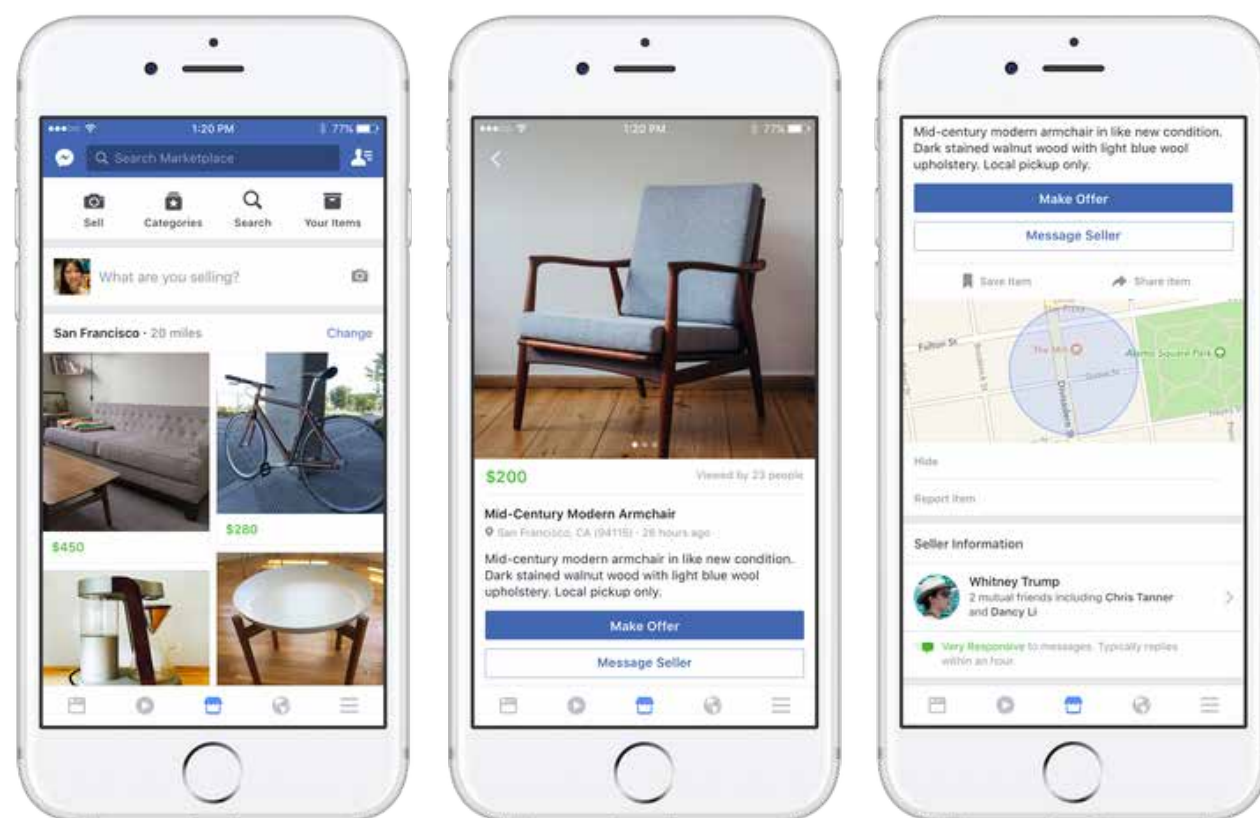 1:20 PM
77%
Search Marketplace
Sell
Categories
Search
Your Items
What are you selling?
San Francisco · 20 miles
Change
$450
$280
1:20 PM
77%
$200
Viewed by 23 people
Mid-Century Modern Armchair
San Francisco, CA (94115) · 26 hours ago
Mid-century modern armchair in like new condition.
Dark stained walnut wood with light blue wool
upholstery. Local pickup only.
Make Offer
Message Seller
Mid-century modern armchair in like new condition.
Dark stained walnut wood with light blue wool
upholstery. Local pickup only.
Make Offer
Message Seller
Save Item
Share Item
Fulton St
The Mill
Alamo Square Park
Divisadero St
Hide
Report Item
Seller Information
Whitney Trump
2 mutual friends including Chris Tanner
and Dancy Li
Very Responsive to messages. Typically replies
within an hour.